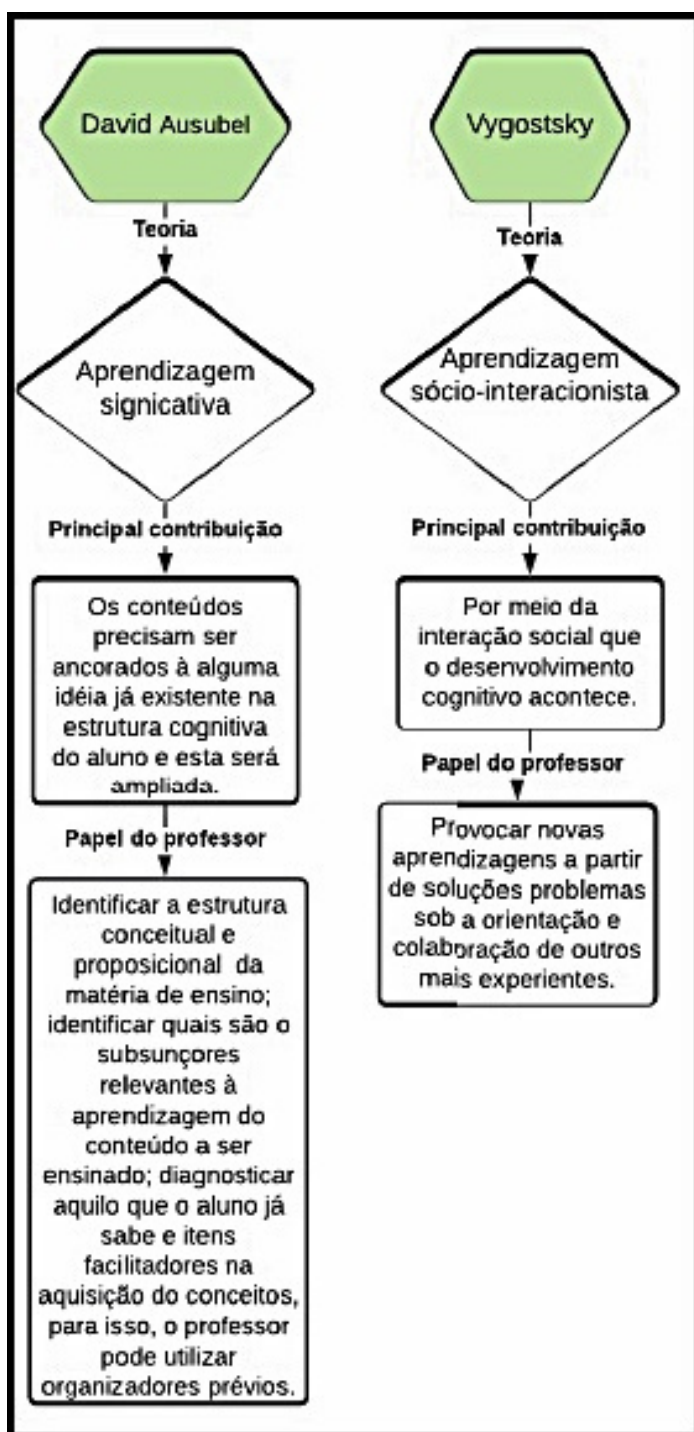 David Ausubel
Teoria
Aprendizagem
signicativa
Principal contribuição
Os conteúdos
precisam ser
ancorados à alguma
idéia já existente na
estrutura cognitiva
do aluno e esta será
ampliada.
Papel do professor
Identificar a estrutura
conceitual e
proposicional da
matéria de ensino;
identificar quais são o
subsunçores
relevantes à
aprendizagem do
conteúdo a ser
ensinado; diagnosticar
aquilo que o aluno já
sabe e itens
facilitadores na
aquisição do conceitos,
para isso, o professor
pode utilizar
organizadores prévios.
Vygostsky
Teoria
Aprendizagem
sócio-interacionista
Principal contribuição
Por meio da
interação social que
o desenvolvimento
cognitivo acontece.
Papel do professor
Provocar novas
aprendizagens a partir
de soluções problemas
sob a orientação e
colaboração de outros
mais experientes.